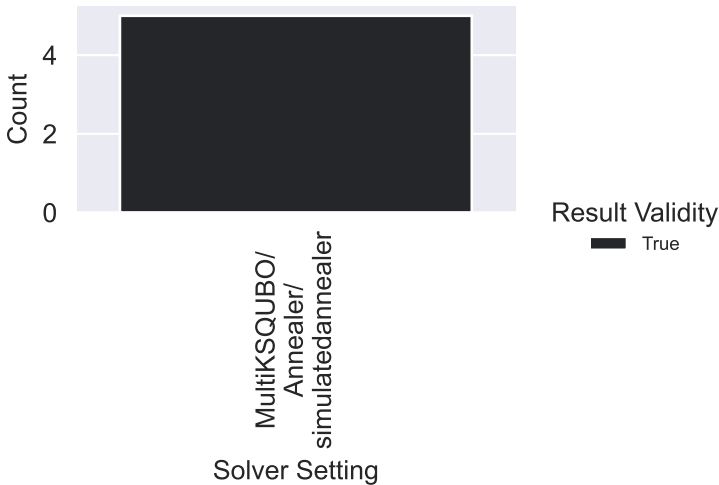 4
2
0
Count
MultiKSQUBO/
Annealer/
simulatedannealer
Solver Setting
Result Validity
True